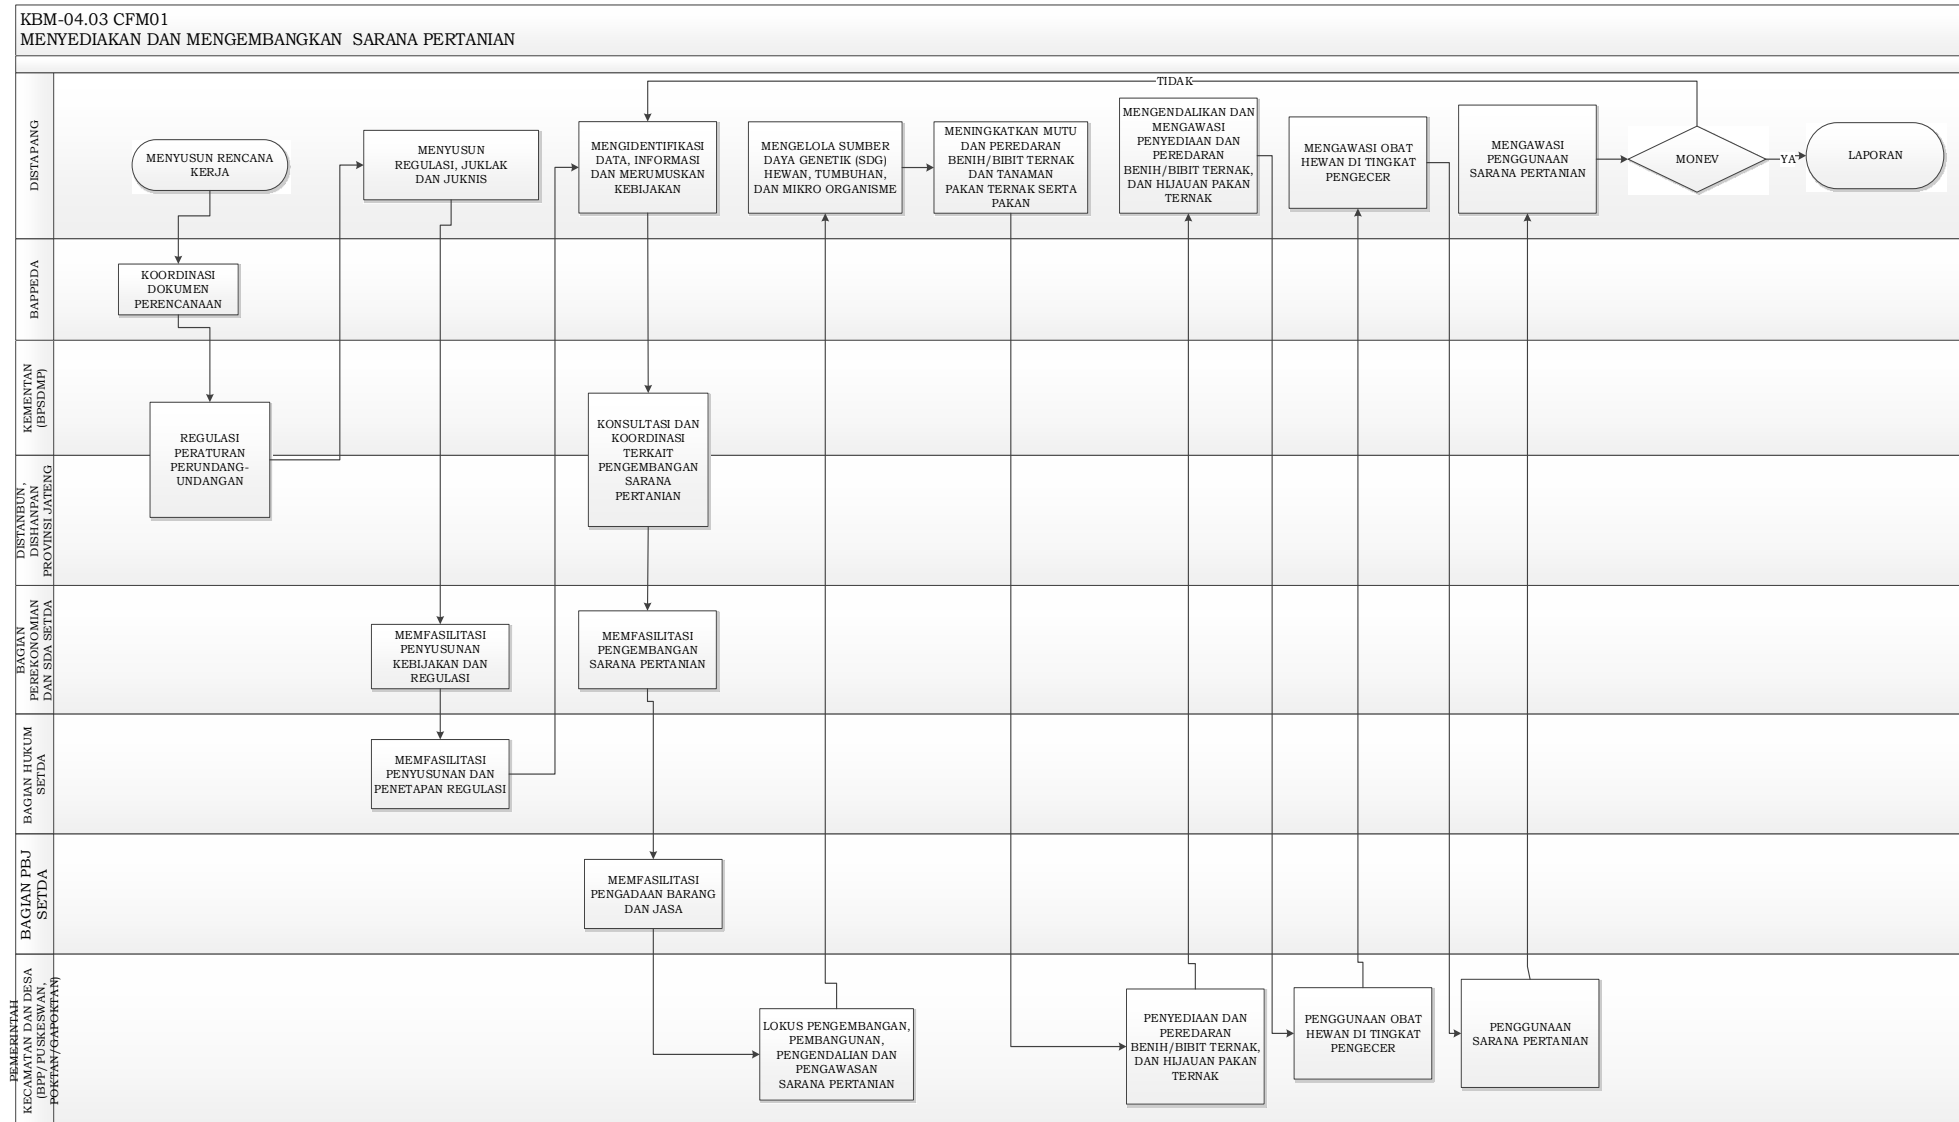 KBM-04.03 CFM01
MENYEDIAKAN DAN MENGEMBANGKAN SARANA PERTANIAN
DISTAPANG
MENYUSUN RENCANA
KERJA
MENYUSUN
REGULASI, JUKLAK
DAN JUKNIS
MENGIDENTIFIKASI
DATA, INFORMASI
DAN MERUMUSKAN
KEBIJAKAN
MENGELOLA SUMBER
DAYA GENETIK (SDG)
HEWAN, TUMBUHAN,
DAN MIKRO ORGANISME
MENINGKATKAN MUTU
DAN PEREDARAN
BENIH/BIBIT TERNAK
DAN TANAMAN
PAKAN TERNAK SERTA
PAKAN
MENGENDALIKAN DAN
MENGAWASI
PENYEDIAAN DAN
PEREDARAN
BENIH/BIBIT TERNAK,
DAN HIJAUAN PAKAN
TERNAK
MENGAWASI OBAT
HEWAN DI TINGKAT
PENGECER
MENGAWASI
PENGGUNAAN
SARANA PERTANIAN
MONEV
YA
LAPORAN
TIDAK
BAPPEDA
KOORDINASI
DOKUMEN
PERENCANAAN
KEMENTAN
(BPSDMP)
REGULASI
PERATURAN
PERUNDANG-
UNDANGAN
KONSULTASI DAN
KOORDINASI
TERKAIT
PENGEMBANGAN
SARANA
PERTANIAN
DISTANBUN,
DISHANPAN
PROVINSI JATENG
BAGIAN
PEREKONOMIAN
DAN SDA SETDA
MEMFASILITASI
PENYUSUNAN
KEBIJAKAN DAN
REGULASI
MEMFASILITASI
PENGEMBANGAN
SARANA PERTANIAN
BAGIAN HUKUM
SETDA
MEMFASILITASI
PENYUSUNAN DAN
PENETAPAN REGULASI
BAGIAN PBJ
SETDA
MEMFASILITASI
PENGADAAN BARANG
DAN JASA
PEMERINTAH
KECAMATAN DAN DESA
(BPP/PUSKESWAN,
POKTAN/GAPOKTAN)
LOKUS PENGEMBANGAN,
PEMBANGUNAN,
PENGENDALIAN DAN
PENGAWASAN
SARANA PERTANIAN
PENYEDIAAN DAN
PEREDARAN
BENIH/BIBIT TERNAK,
DAN HIJAUAN PAKAN
TERNAK
PENGGUNAAN OBAT
HEWAN DI TINGKAT
PENGECER
PENGGUNAAN
SARANA PERTANIAN